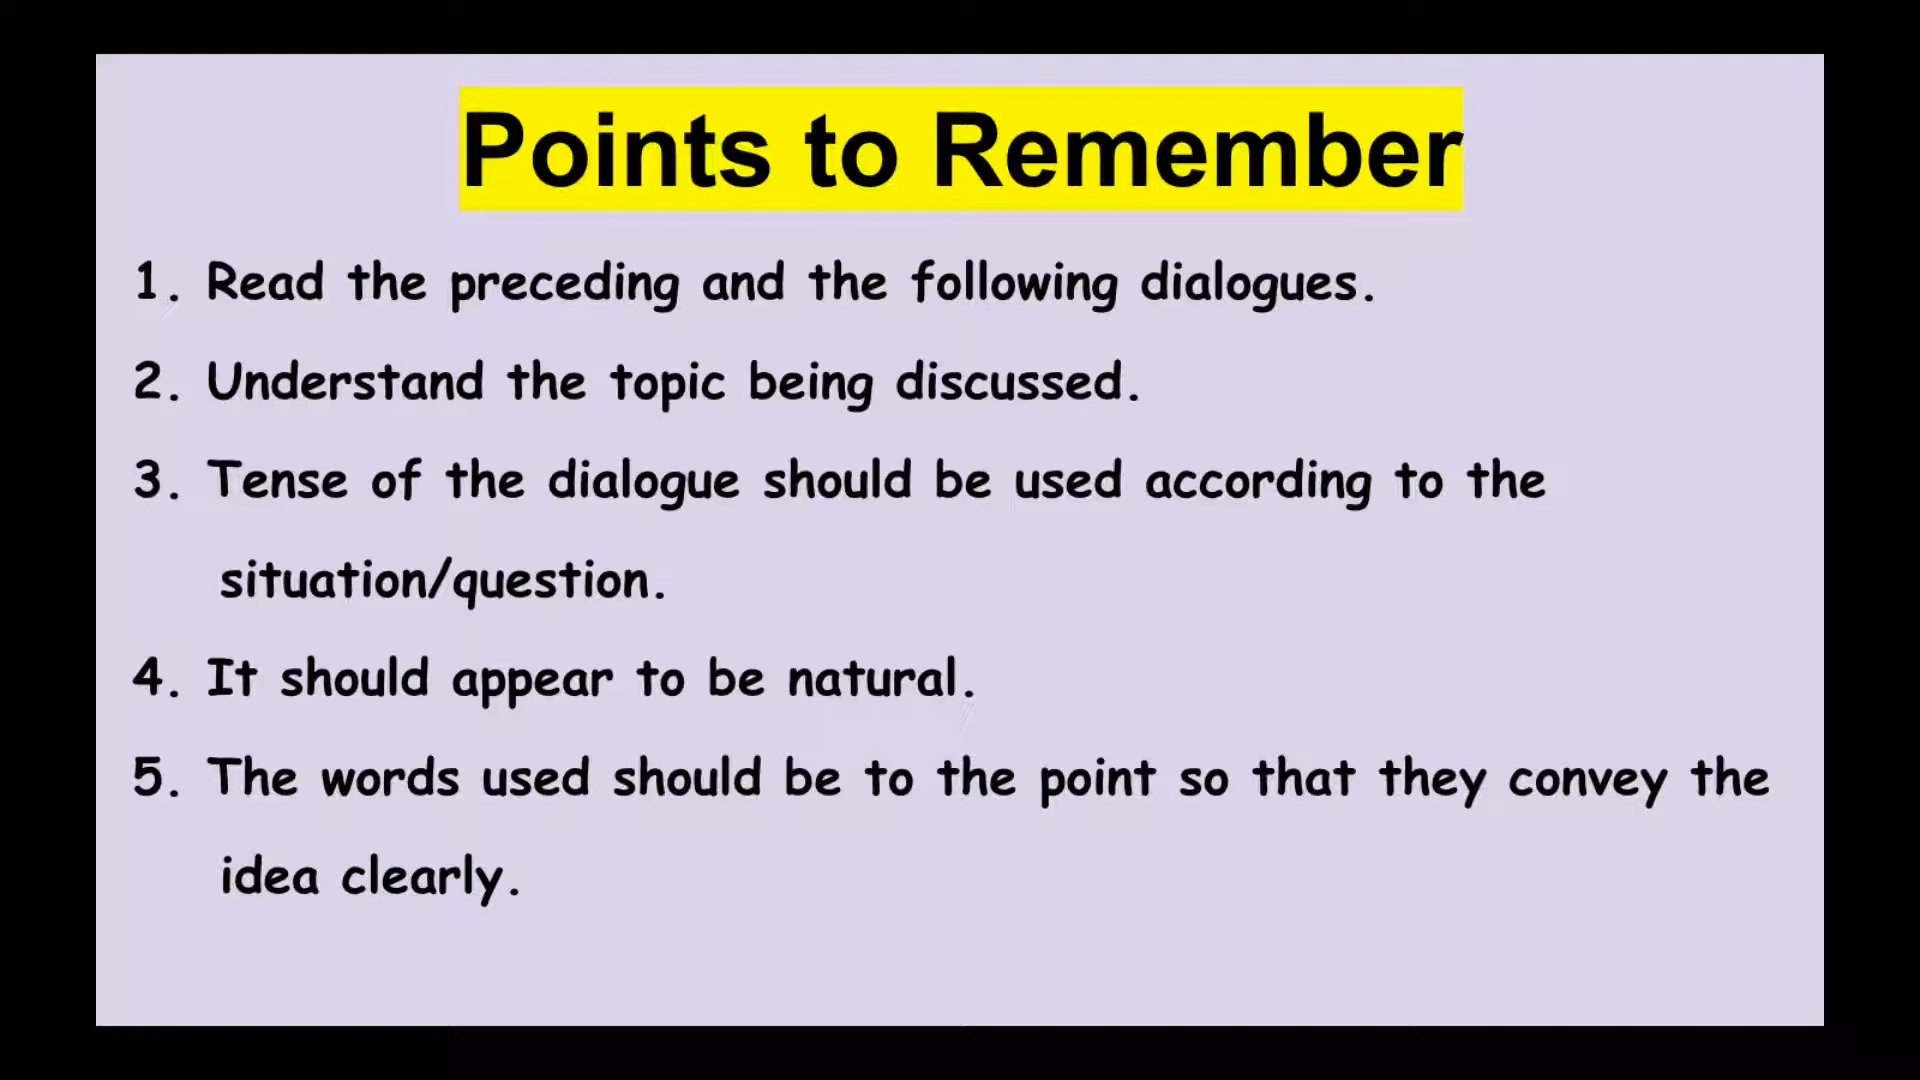 Points to Remember
1. Read the preceding and the following dialogues.
2. Understand the topic being discussed.
3. Tense of the dialogue should be used according to the
situation/question.
4. It should appear to be natural.
5. The words used should be to the point so that they convey the
idea clearly.